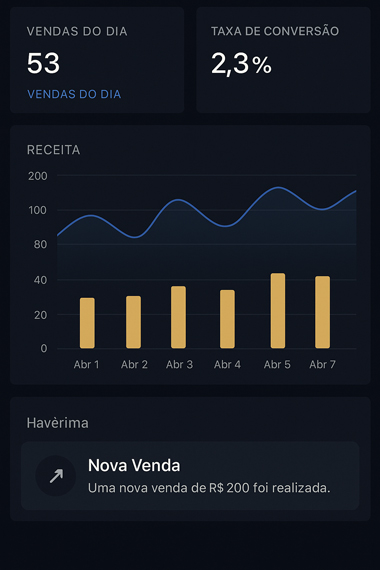 VENDAS DO DIA
53
VENDAS DO DIA
TAXA DE CONVERSÃO
2,3%
RECEITA
200
100
80
40
20
0
Abr 1 Abr 2 Abr 3 Abr 4 Abr 5 Abr 7
Havèrima
Nova Venda
Uma nova venda de R$ 200 foi realizada.